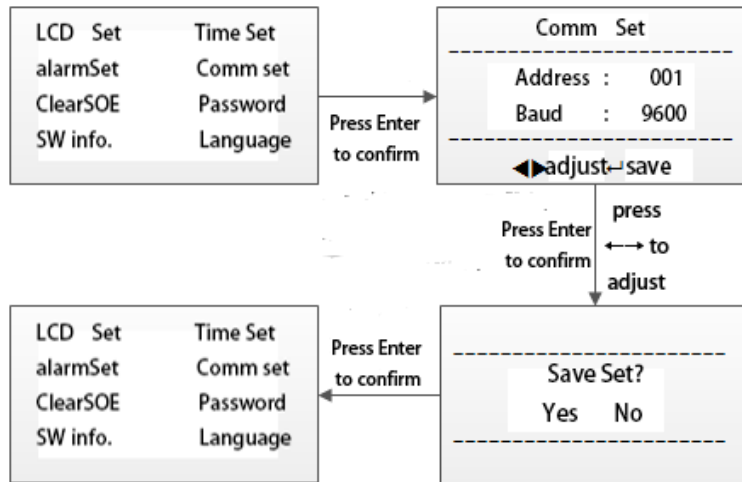 LCD Set Time Set
alarmSet Comm set
ClearSOE Password
SW info. Language
Press Enter
to confirm
Comm Set
Address : 001
Baud : 9600
◀▶adjust↵save
Press Enter
to confirm
press
←→ to
adjust
Save Set?
Yes No
Press Enter
to confirm
LCD Set Time Set
alarmSet Comm set
ClearSOE Password
SW info. Language